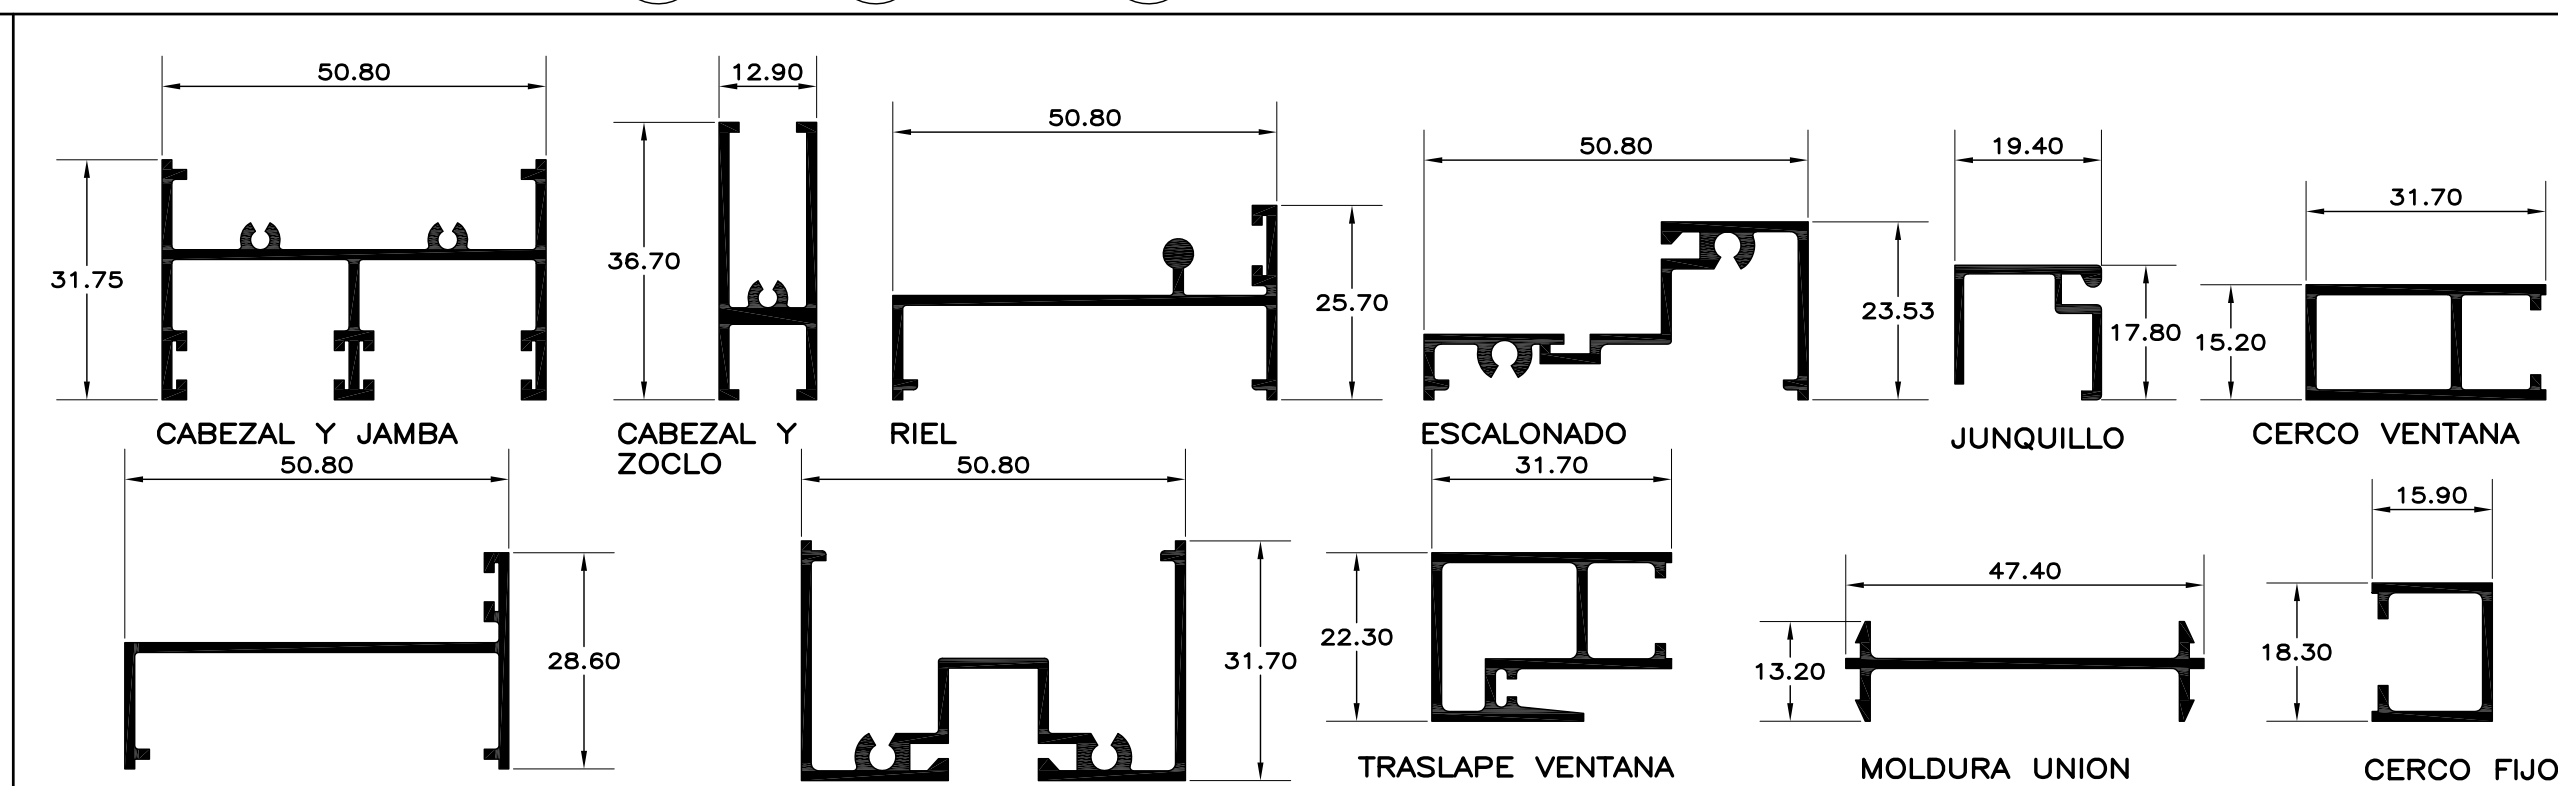 50.80
31.75
CABEZAL Y JAMBA
12.90
36.70
CABEZAL Y
ZOCLO
50.80
25.70
RIEL
50.80
23.53
ESCALONADO
19.40
17.80
JUNQUILLO
31.70
15.20
CERCO VENTANA
50.80
28.60
50.80
31.70
31.70
22.30
TRASLAPE VENTANA
47.40
13.20
MOLDURA UNION
15.90
18.30
CERCO FIJO